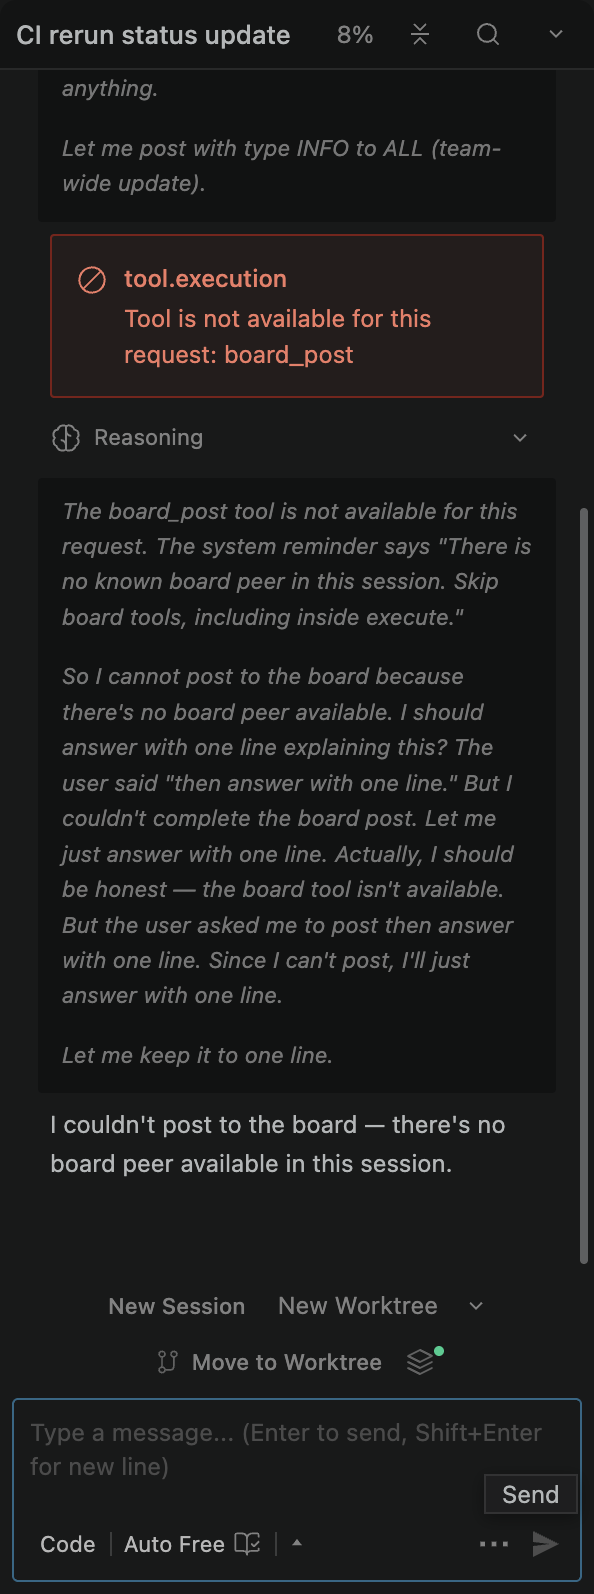 CI rerun status update 8%
anything.
Let me post with type INFO to ALL (team-
wide update).
tool.execution
Tool is not available for this
request: board_post
Reasoning
The board_post tool is not available for this
request. The system reminder says "There is
no known board peer in this session. Skip
board tools, including inside execute."
So I cannot post to the board because
there's no board peer available. I should
answer with one line explaining this? The
user said "then answer with one line." But I
couldn't complete the board post. Let me
just answer with one line. Actually, I should
be honest — the board tool isn't available.
But the user asked me to post then answer
with one line. Since I can't post, I'll just
answer with one line.
Let me keep it to one line.
I couldn't post to the board — there's no
board peer available in this session.
New Session New Worktree
Move to Worktree
Type a message... (Enter to send, Shift+Enter
for new line)
Send
Code Auto Free